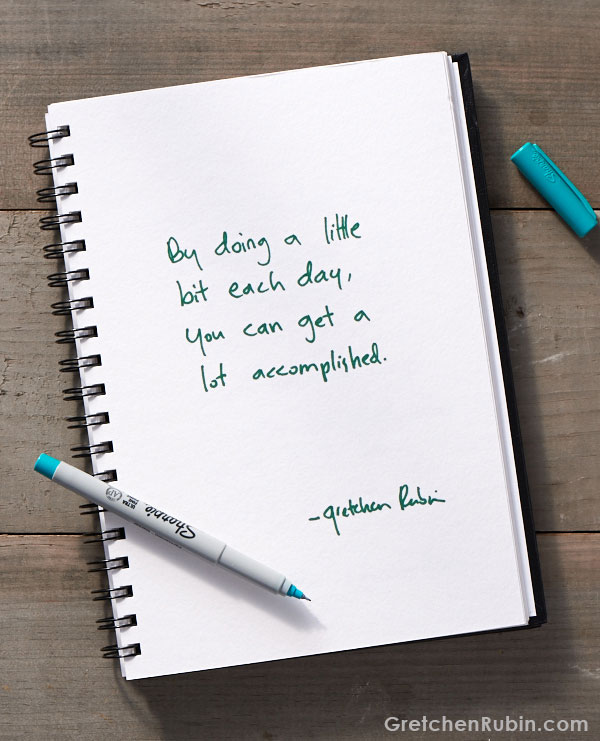 By doing a little
bit each day,
you can get a
lot accomplished.
-Gretchen Rubin
Sharpie
GretchenRubin.com